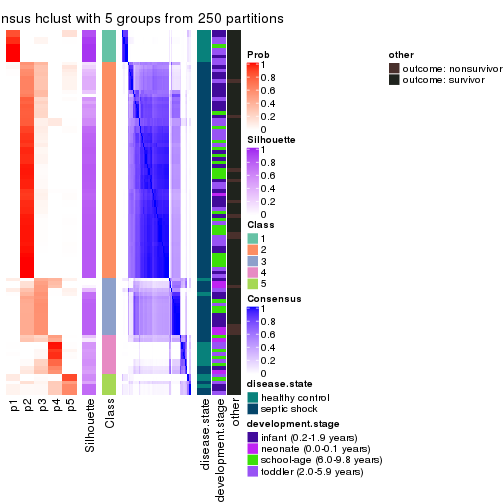 nsus hclust with 5 groups from 250 partitions
Prob
1
0.8
0.6
0.4
0.2
0
Silhouette
1
0.8
0.6
0.4
0.2
0
Class
1
2
3
4
5
Consensus
1
0.8
0.6
0.4
0.2
0
disease.state
healthy control
septic shock
development.stage
infant (0.2-1.9 years)
neonate (0.0-0.1 years)
school-age (6.0-9.8 years)
toddler (2.0-5.9 years)
other
outcome: nonsurvivor
outcome: survivor
p1
p2
p3
p4
p5
Silhouette
Class
disease.state
development.stage
other